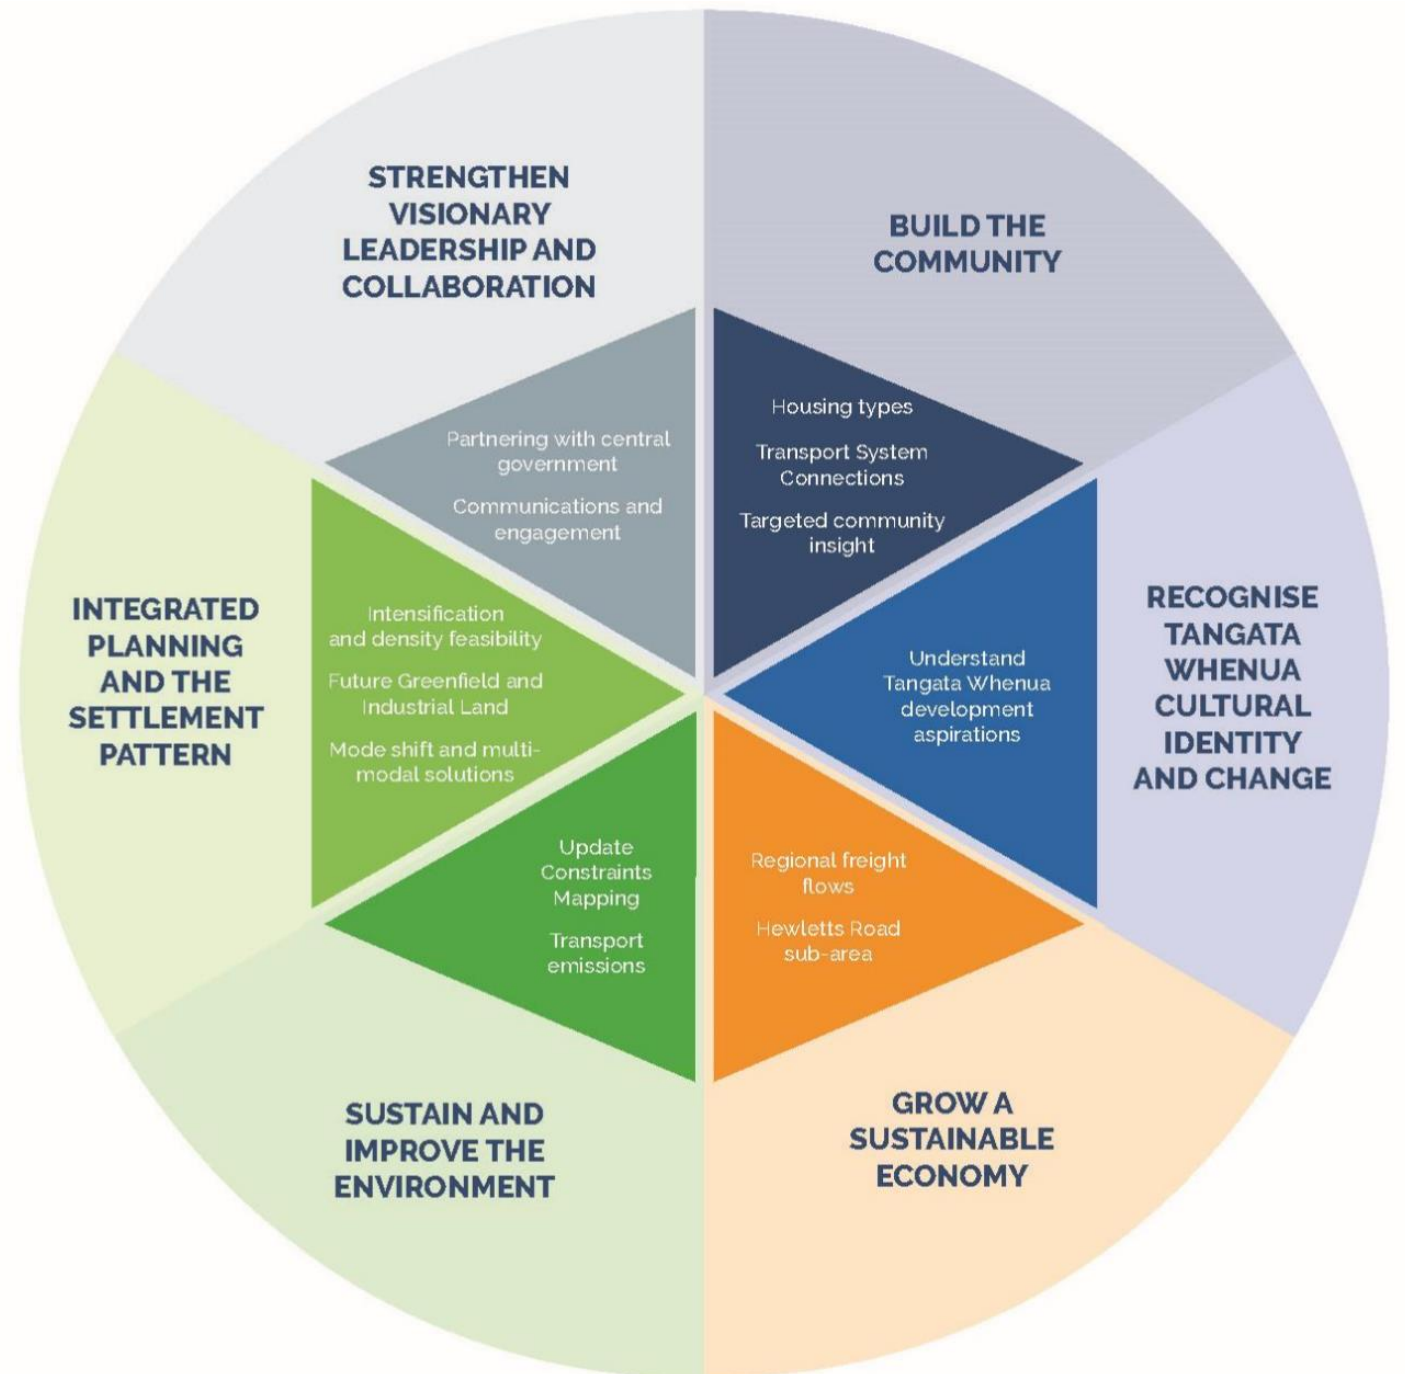 STRENGTHEN
VISIONARY
LEADERSHIP AND
COLLABORATION
Partnering with central
government
Communications and
engagement
BUILD THE
COMMUNITY
Housing types
Transport System
Connections
Targeted community
insight
RECOGNISE
TANGATA
WHENUA
CULTURAL
IDENTITY
AND CHANGE
Understand
Tangata Whenua
development
aspirations
GROW A
SUSTAINABLE
ECONOMY
Regional freight
flows
Hewletts Road
sub-area
SUSTAIN AND
IMPROVE THE
ENVIRONMENT
Update
Constraints
Mapping
Transport
emissions
INTEGRATED
PLANNING
AND THE
SETTLEMENT
PATTERN
Intensification
and density feasibility
Future Greenfield and
Industrial Land
Mode shift and multi-
modal solutions